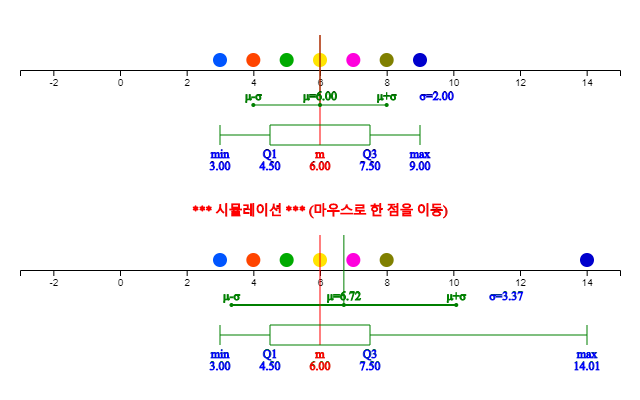 -2 0 2 4 6 8 10 12 14
μ-σ μ=6.00 μ+σ σ=2.00
min Q1 m Q3 max
3.00 4.50 6.00 7.50 9.00
*** 시뮬레이션 *** (마우스로 한 점을 이동)
-2 0 2 4 6 8 10 12 14
μ-σ μ=6.72 μ+σ σ=3.37
min Q1 m Q3 max
3.00 4.50 6.00 7.50 14.01